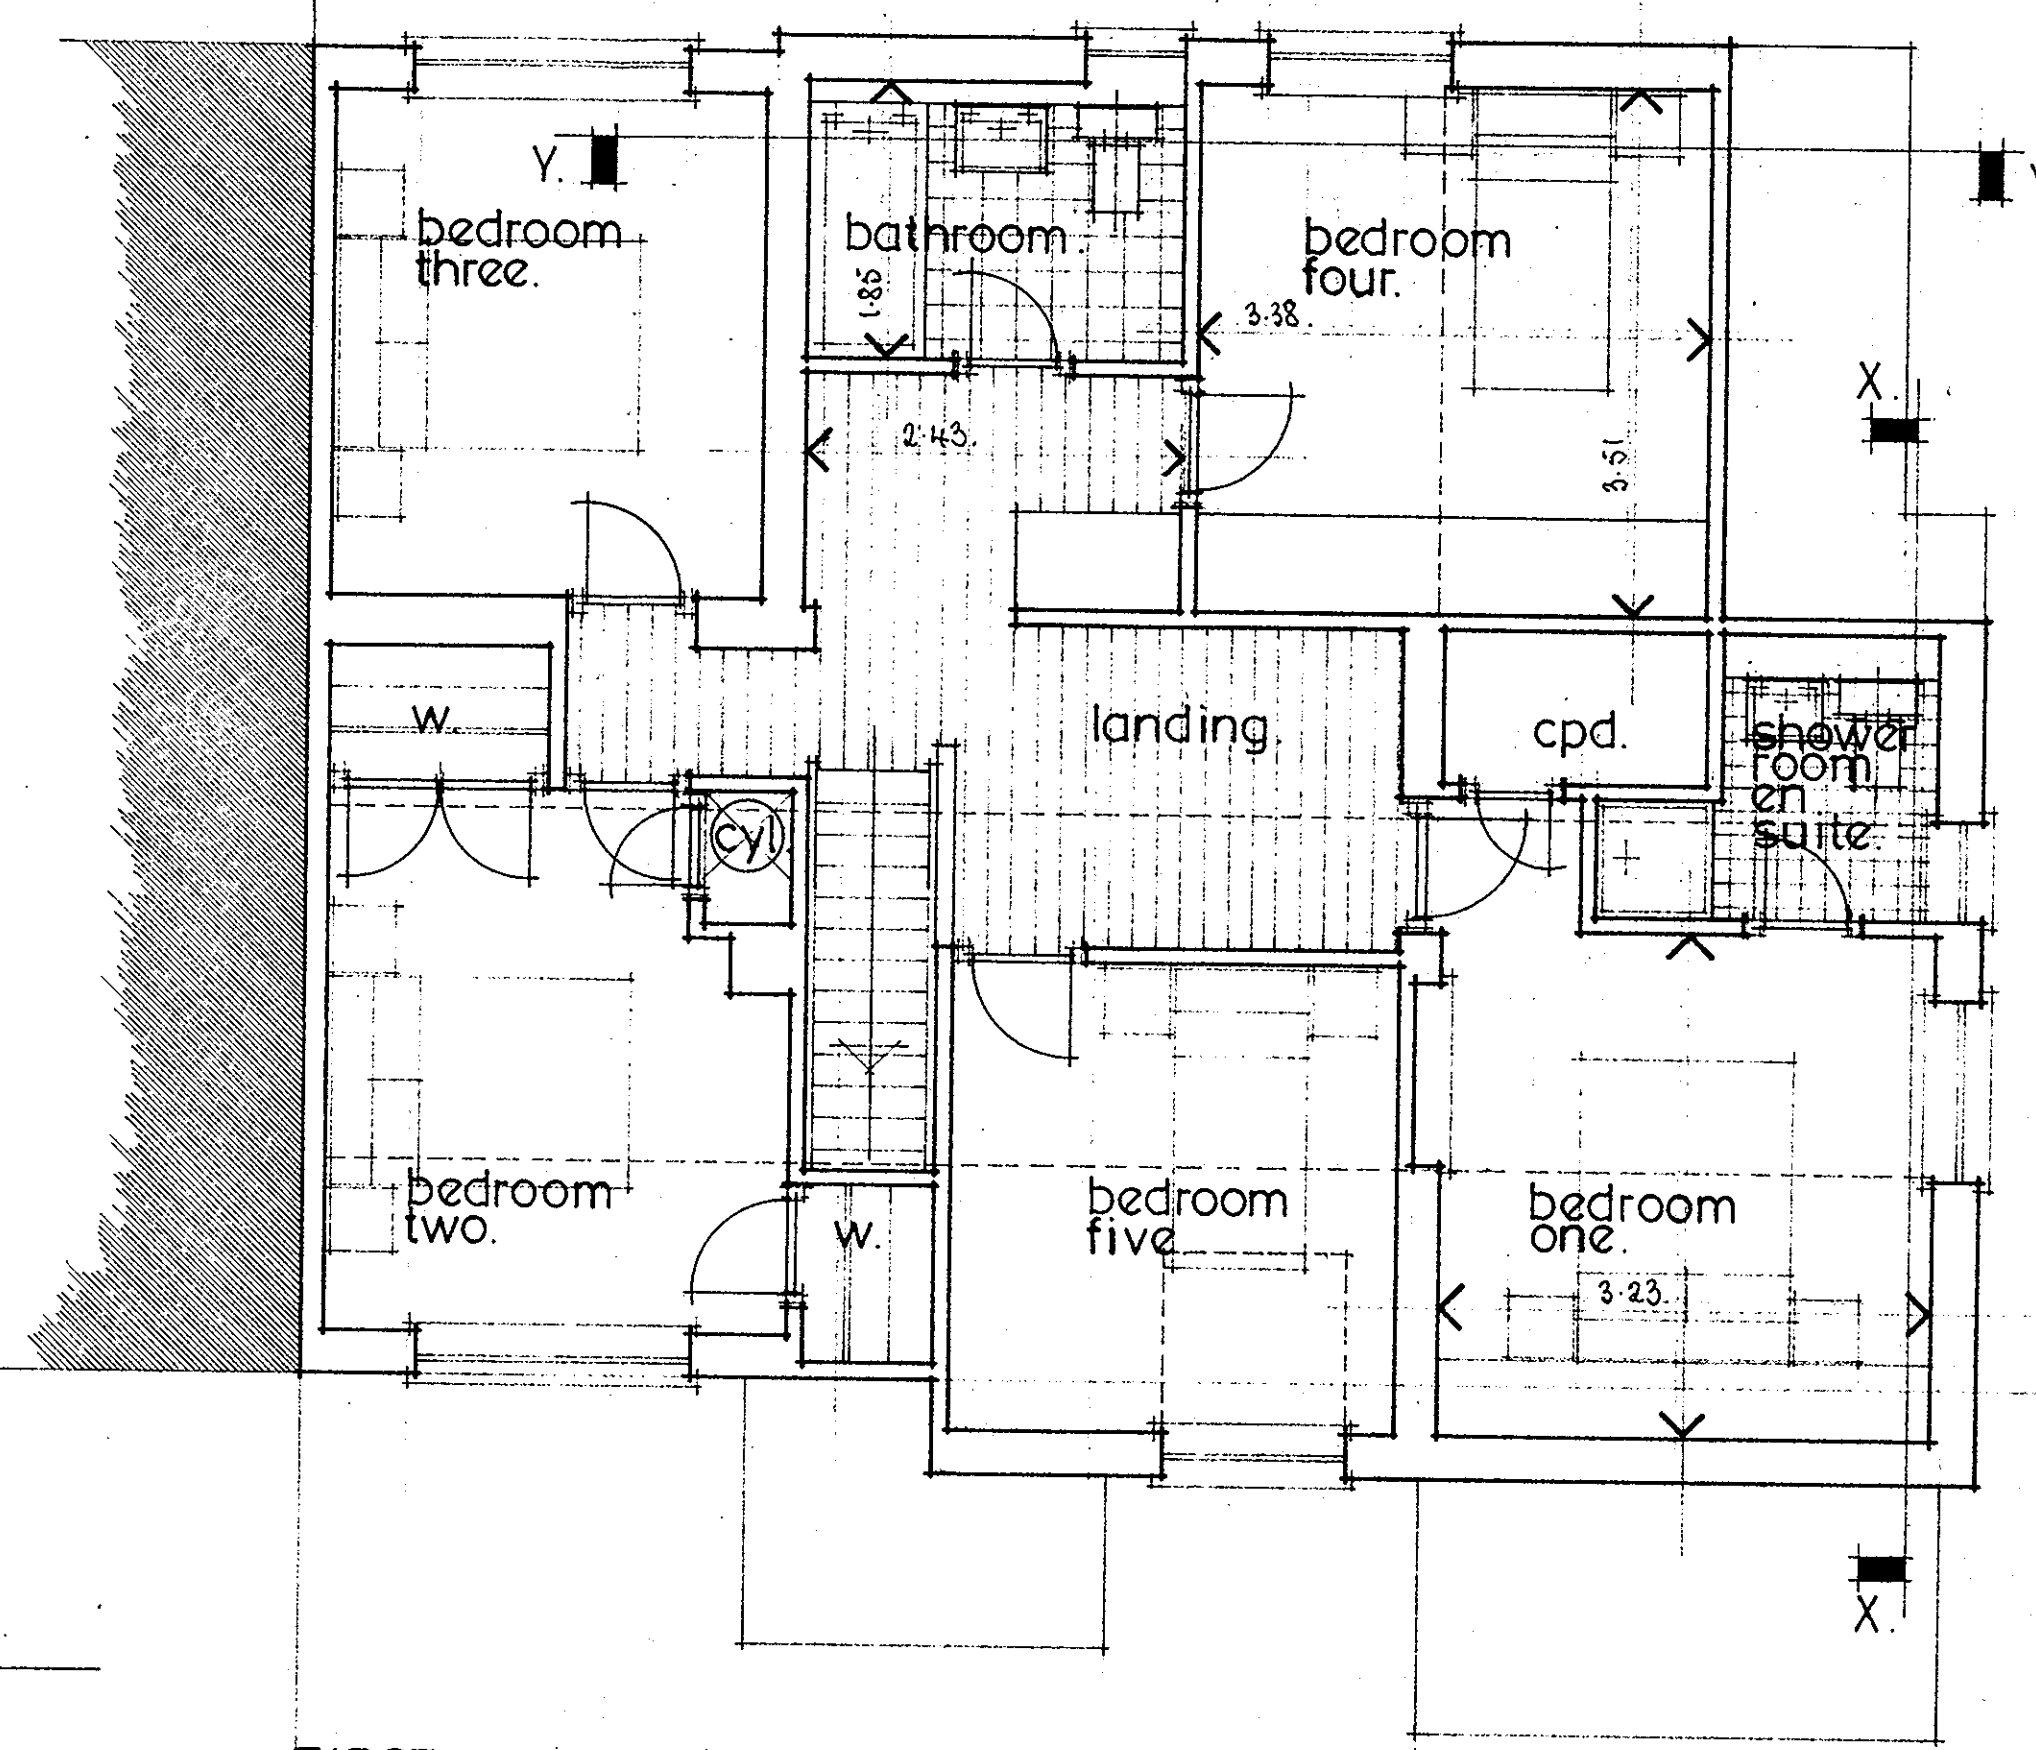 Y.
bedroom
three.
bathroom.
1·85
bedroom
four.
3·38.
X.
2·43.
3·51
w.
landing.
cpd.
shower
room
en
suite.
cyl.
bedroom
two.
w.
bedroom
five
bedroom
one.
3·23.
X.